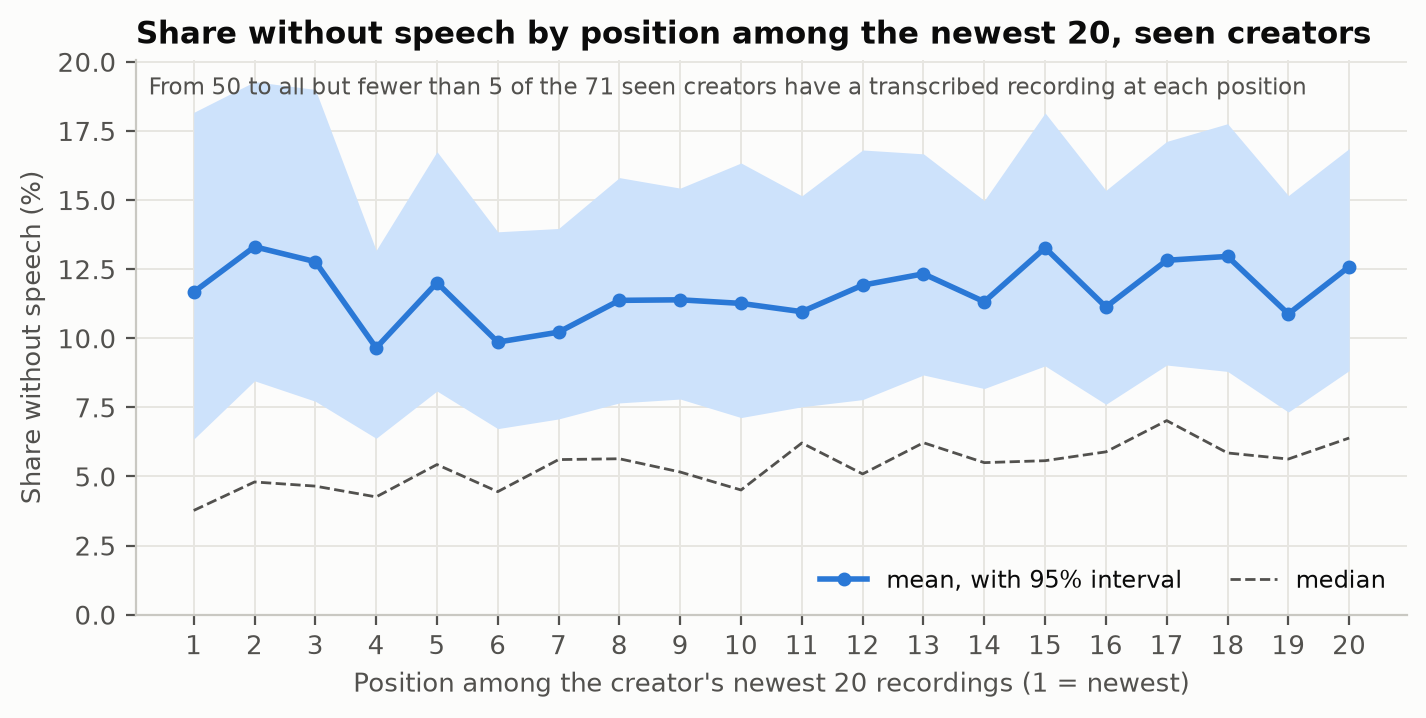 Share without speech by position among the newest 20, seen creators
From 50 to all but fewer than 5 of the 71 seen creators have a transcribed recording at each position
Share without speech (%)
20.0
17.5
15.0
12.5
10.0
7.5
5.0
2.5
0.0
mean, with 95% interval
median
1 2 3 4 5 6 7 8 9 10 11 12 13 14 15 16 17 18 19 20
Position among the creator's newest 20 recordings (1 = newest)